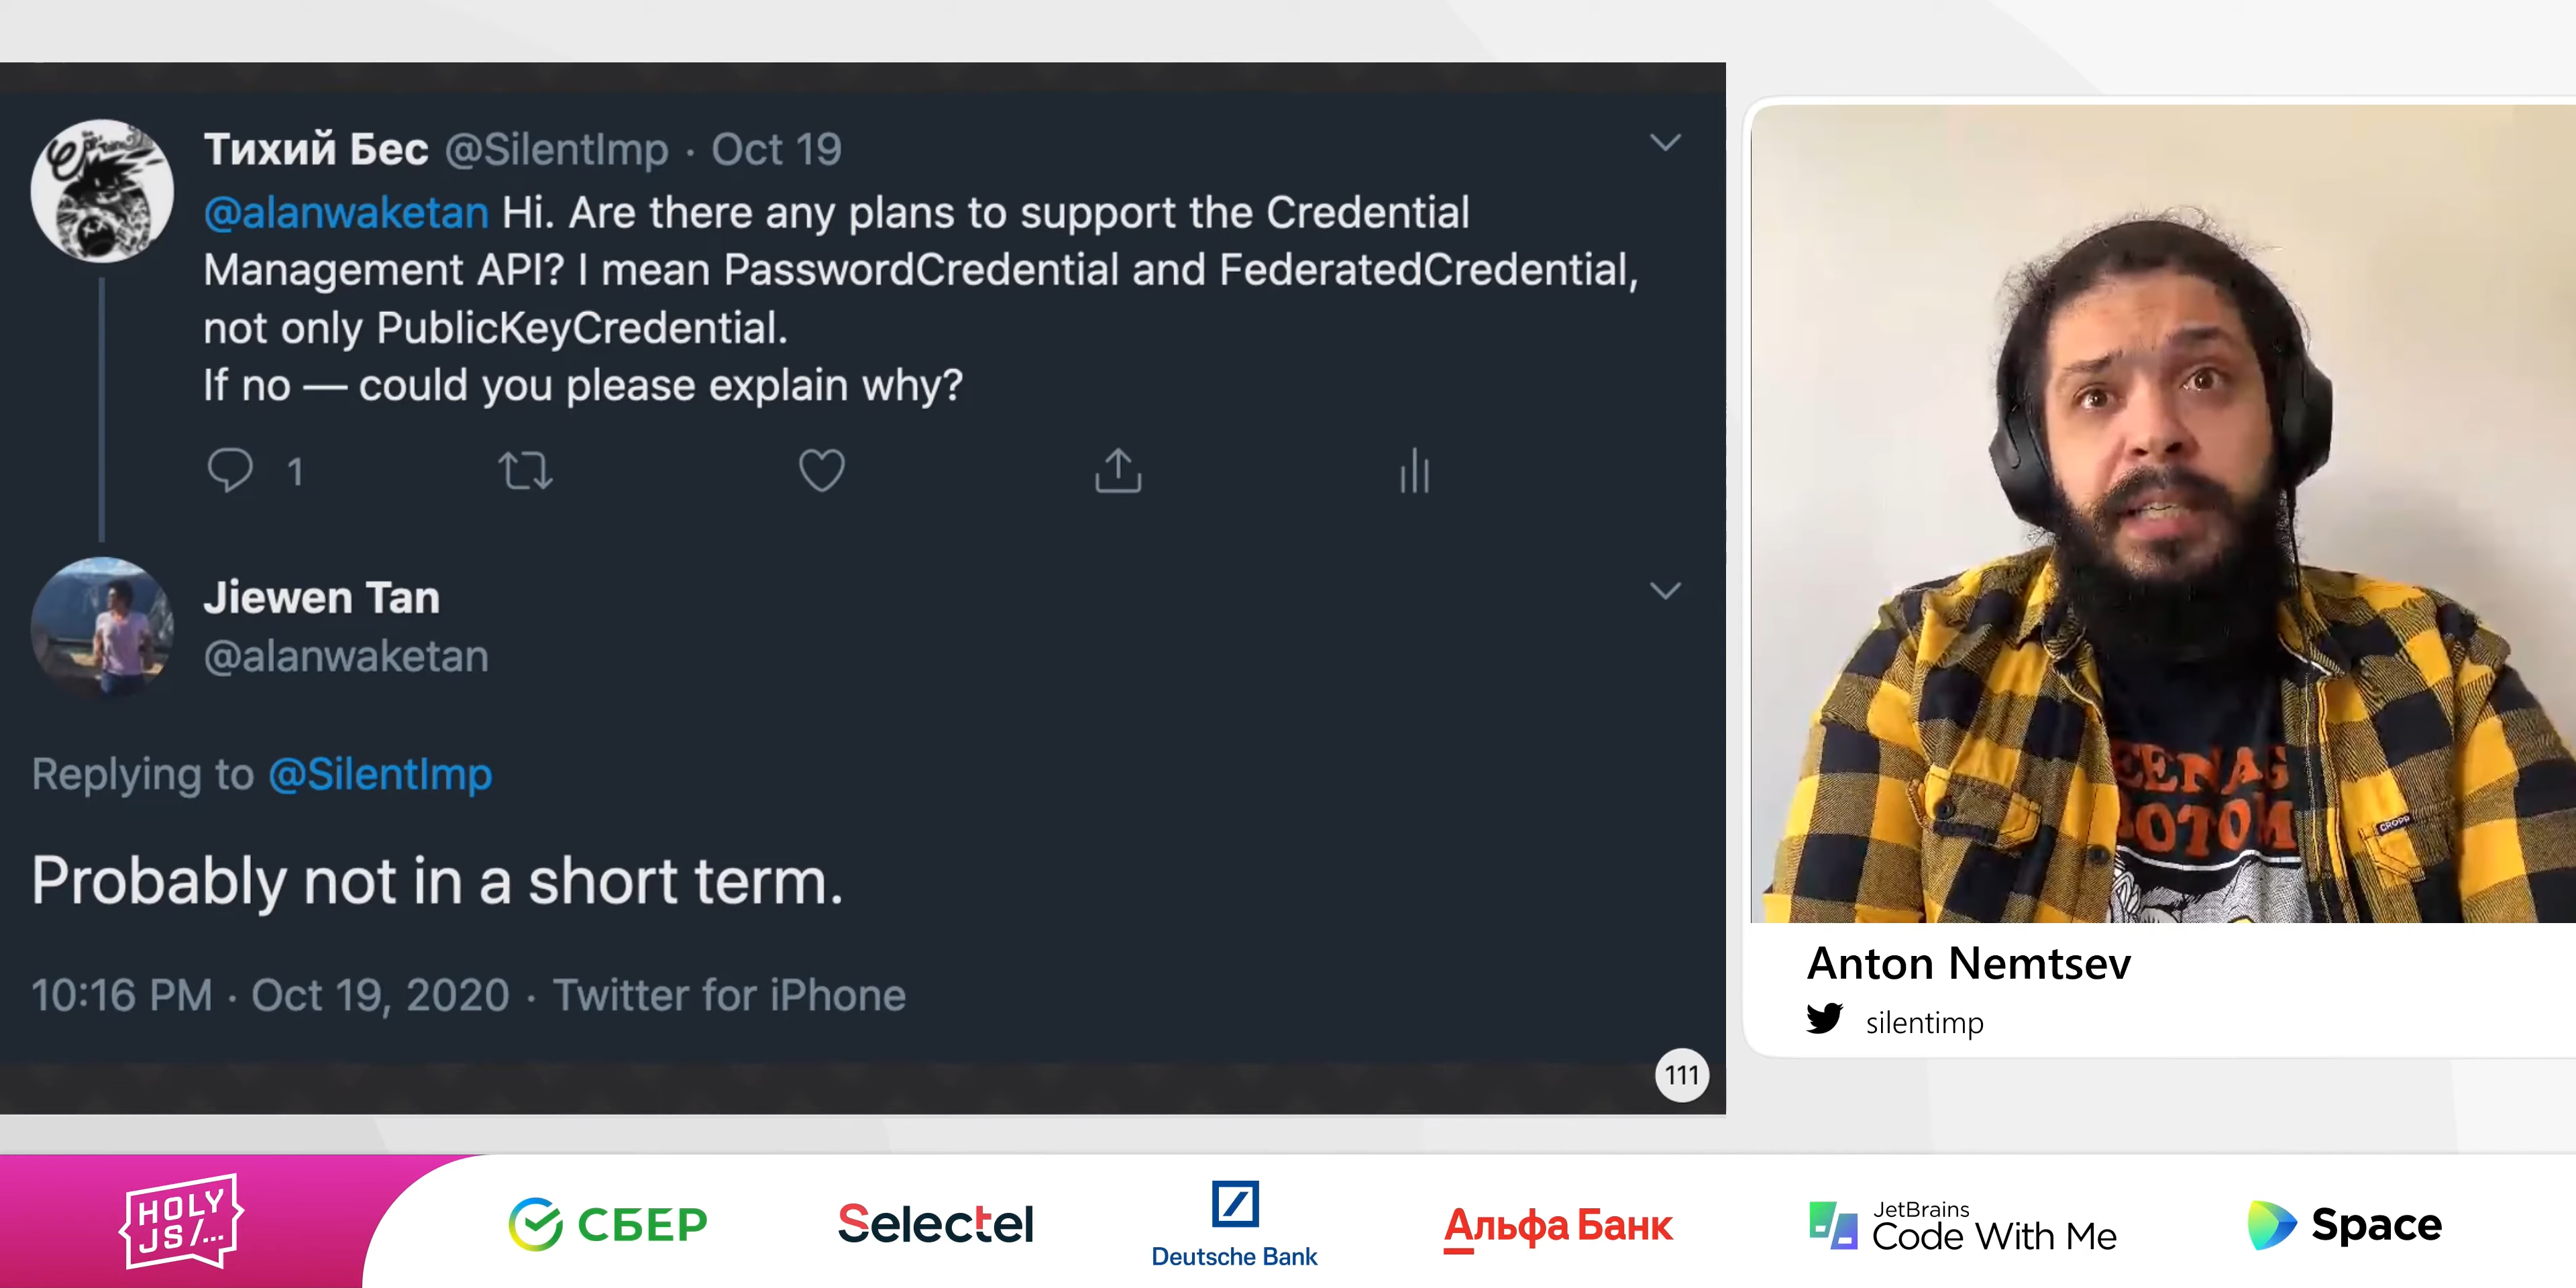 Тихий Бес @SilentImp · Oct 19
@alanwaketan Hi. Are there any plans to support the Credential
Management API? I mean PasswordCredential and FederatedCredential,
not only PublicKeyCredential.
If no — could you please explain why?
1
Jiewen Tan
@alanwaketan
Replying to @SilentImp
Probably not in a short term.
10:16 PM · Oct 19, 2020 · Twitter for iPhone
111
CROPP
Anton Nemtsev
silentimp
HOLY
JS/...
СБЕР
Selectel
Deutsche Bank
Альфа Банк
JetBrains
Code With Me
Space